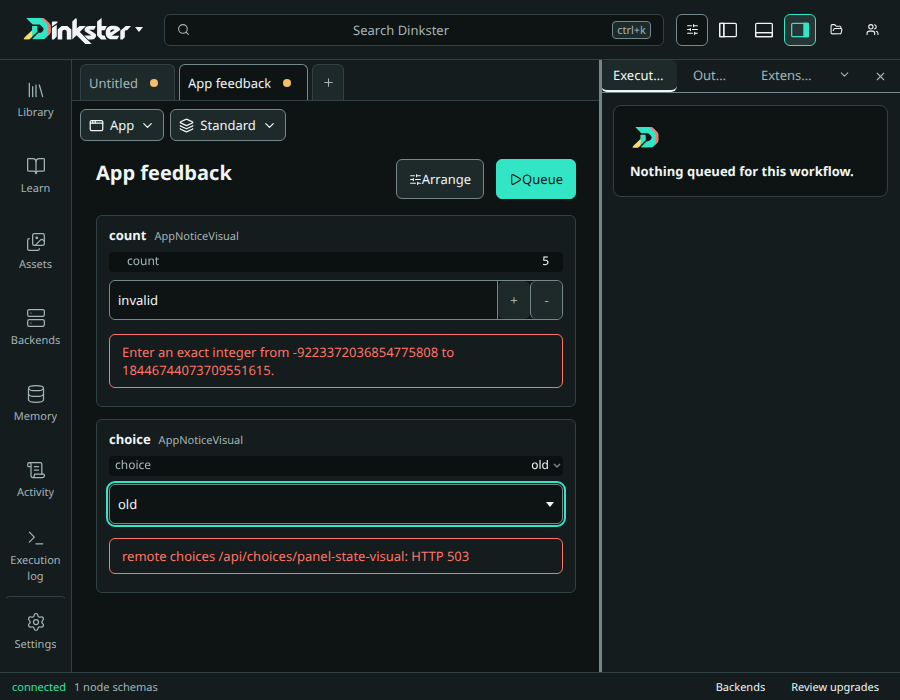 Dinkster
Search Dinkster
ctrl+k
Library
Learn
Assets
Backends
Memory
Activity
Execution
log
Settings
Untitled
App feedback
+
App
Standard
App feedback
Arrange
Queue
count AppNoticeVisual
count 5
invalid
+ -
Enter an exact integer from -9223372036854775808 to
18446744073709551615.
choice AppNoticeVisual
choice old
old
remote choices /api/choices/panel-state-visual: HTTP 503
Execut... Out... Extens...
Nothing queued for this workflow.
connected 1 node schemas
Backends Review upgrades